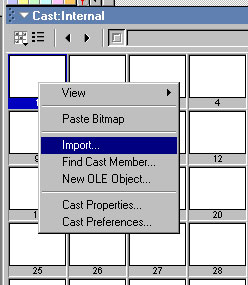 Cast:Internal
1
4
View
Paste Bitmap
Import...
Find Cast Member...
New OLE Object...
Cast Properties...
Cast Preferences...
9
12
20
25
26
27
28